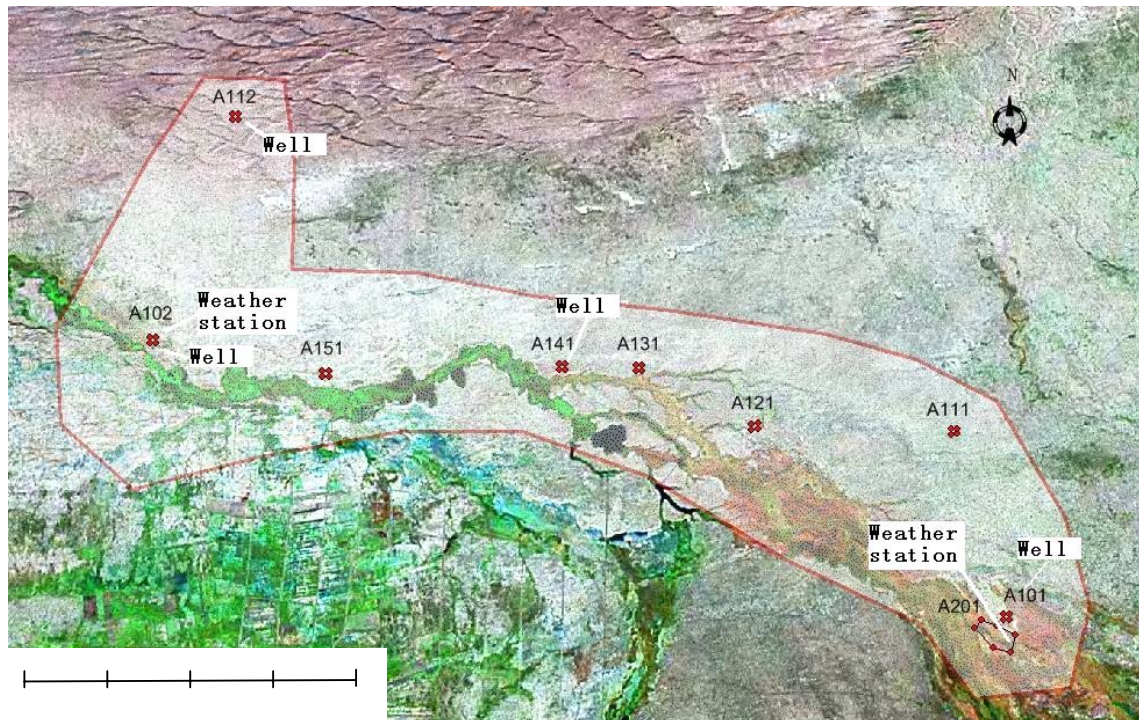 N
A112
Well
Weather
station
Well
A102
Well
A151
A141
A131
A121
A111
Weather
station
Well
A201
A101